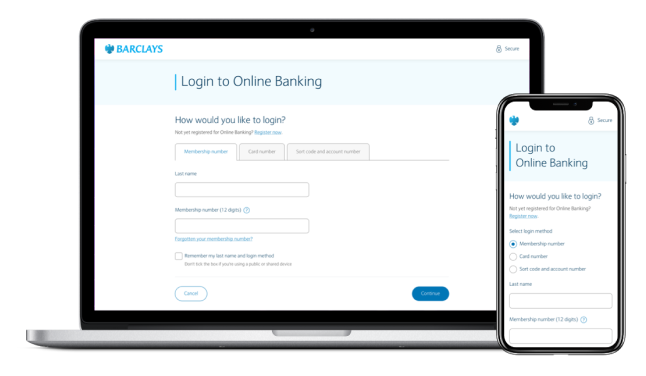 BARCLAYS
Secure
Login to Online Banking
How would you like to login?
Not yet registered for Online Banking? Register now.
Membership number
Card number
Sort code and account number
Last name
Membership number (12 digits) ?
Forgotten your membership number?
Remember my last name and login method
Don't tick the box if you're using a public or shared device
Cancel
Continue
Secure
Login to
Online Banking
How would you like to login?
Not yet registered for Online Banking?
Register now.
Select login method
Membership number
Card number
Sort code and account number
Last name
Membership number (12 digits) ?